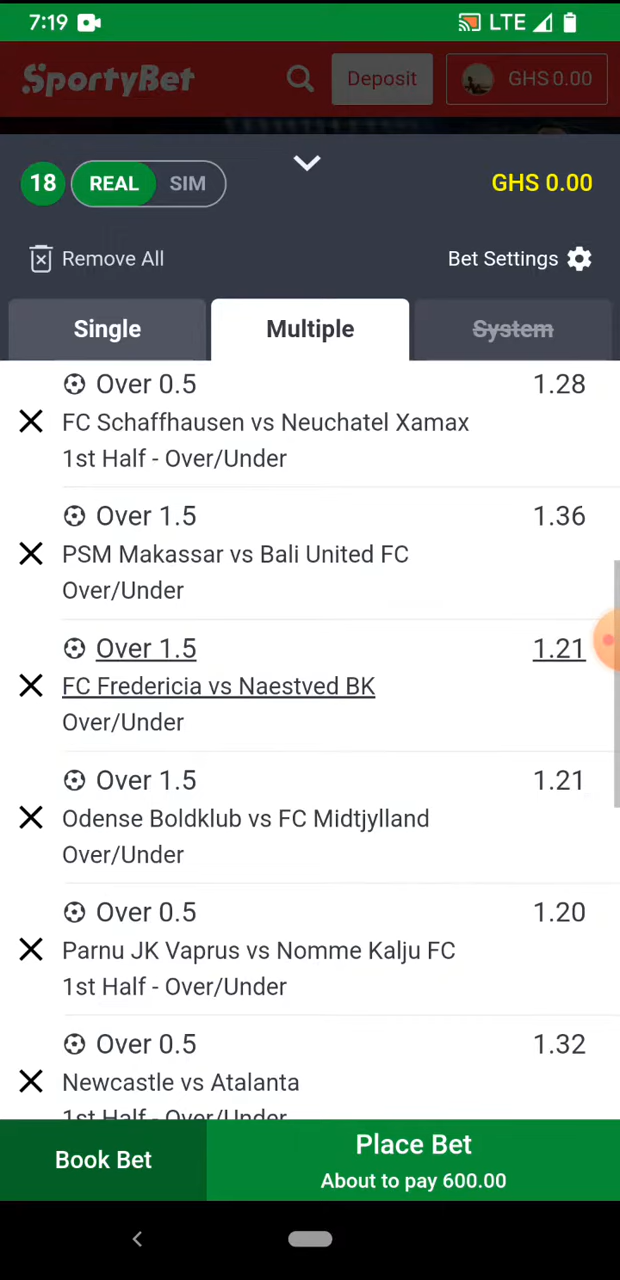 7:19 LTE
SportyBet Deposit GHS 0.00
18 REAL SIM GHS 0.00
Remove All Bet Settings
Single Multiple System
Over 0.5 1.28
FC Schaffhausen vs Neuchatel Xamax
1st Half - Over/Under
Over 1.5 1.36
PSM Makassar vs Bali United FC
Over/Under
Over 1.5 1.21
FC Fredericia vs Naestved BK
Over/Under
Over 1.5 1.21
Odense Boldklub vs FC Midtjylland
Over/Under
Over 0.5 1.20
Parnu JK Vaprus vs Nomme Kalju FC
1st Half - Over/Under
Over 0.5 1.32
Newcastle vs Atalanta
1st Half - Over/Under
Book Bet Place Bet
About to pay 600.00